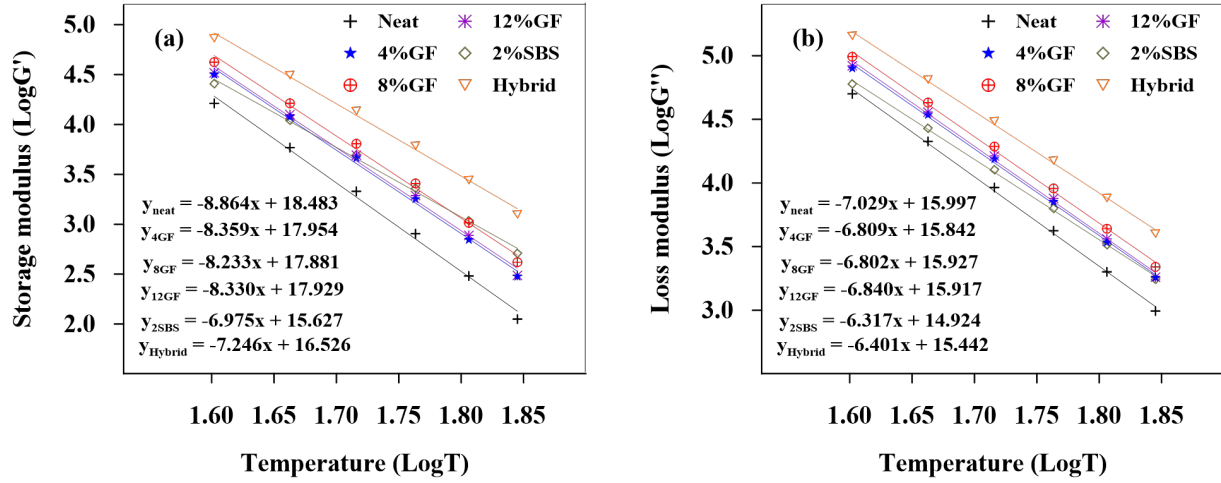 (a)
Neat
4%GF
8%GF
12%GF
2%SBS
Hybrid
Storage modulus (LogG')
5.0
4.5
4.0
3.5
3.0
2.5
2.0
y_neat = -8.864x + 18.483
y_4GF = -8.359x + 17.954
y_8GF = -8.233x + 17.881
y_12GF = -8.330x + 17.929
y_2SBS = -6.975x + 15.627
y_Hybrid = -7.246x + 16.526
1.60 1.65 1.70 1.75 1.80 1.85
Temperature (LogT)
(b)
Neat
4%GF
8%GF
12%GF
2%SBS
Hybrid
Loss modulus (LogG'')
5.0
4.5
4.0
3.5
3.0
y_neat = -7.029x + 15.997
y_4GF = -6.809x + 15.842
y_8GF = -6.802x + 15.927
y_12GF = -6.840x + 15.917
y_2SBS = -6.317x + 14.924
y_Hybrid = -6.401x + 15.442
1.60 1.65 1.70 1.75 1.80 1.85
Temperature (LogT)